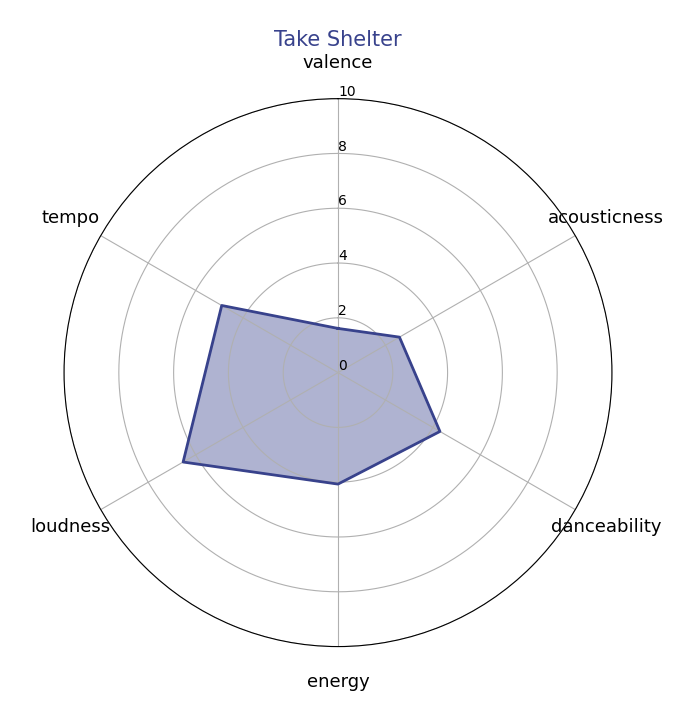 Take Shelter
valence
10
8
tempo
acousticness
6
4
2
0
loudness
danceability
energy